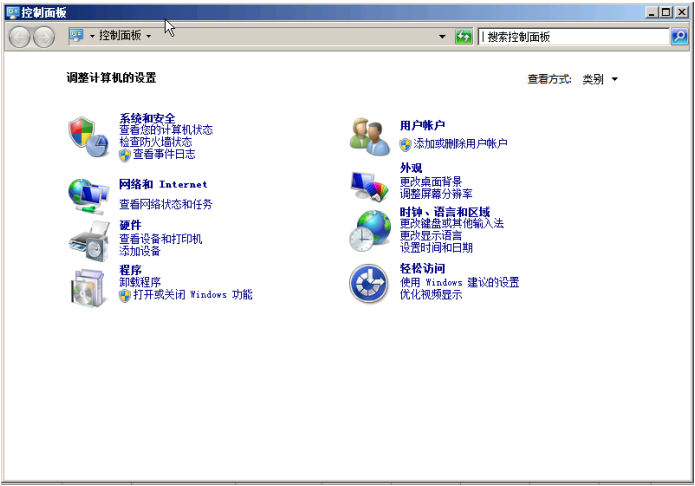 控制面板
控制面板
搜索控制面板
调整计算机的设置
查看方式: 类别
系统和安全
查看您的计算机状态
检查防火墙状态
查看事件日志
网络和 Internet
查看网络状态和任务
硬件
查看设备和打印机
添加设备
程序
卸载程序
打开或关闭 Windows 功能
用户帐户
添加或删除用户帐户
外观
更改桌面背景
调整屏幕分辨率
时钟、语言和区域
更改键盘或其他输入法
更改显示语言
设置时间和日期
轻松访问
使用 Windows 建议的设置
优化视频显示